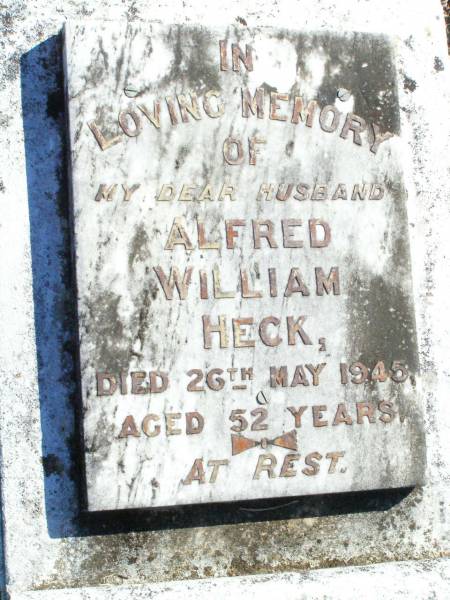 IN
LOVING MEMORY
OF
MY DEAR HUSBAND
ALFRED
WILLIAM
HECK,
DIED 26TH MAY 1945,
AGED 52 YEARS.
AT REST.